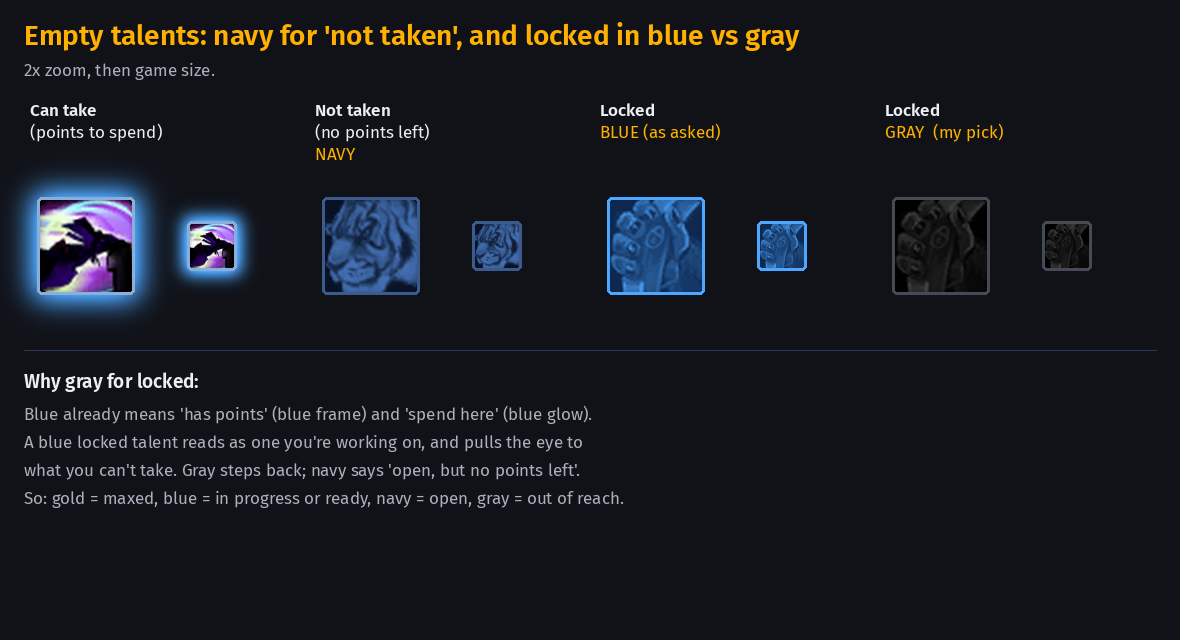 Empty talents: navy for 'not taken', and locked in blue vs gray
2x zoom, then game size.
Can take
(points to spend)
Not taken
(no points left)
NAVY
Locked
BLUE (as asked)
Locked
GRAY  (my pick)
Why gray for locked:
Blue already means 'has points' (blue frame) and 'spend here' (blue glow).
A blue locked talent reads as one you're working on, and pulls the eye to
what you can't take. Gray steps back; navy says 'open, but no points left'.
So: gold = maxed, blue = in progress or ready, navy = open, gray = out of reach.